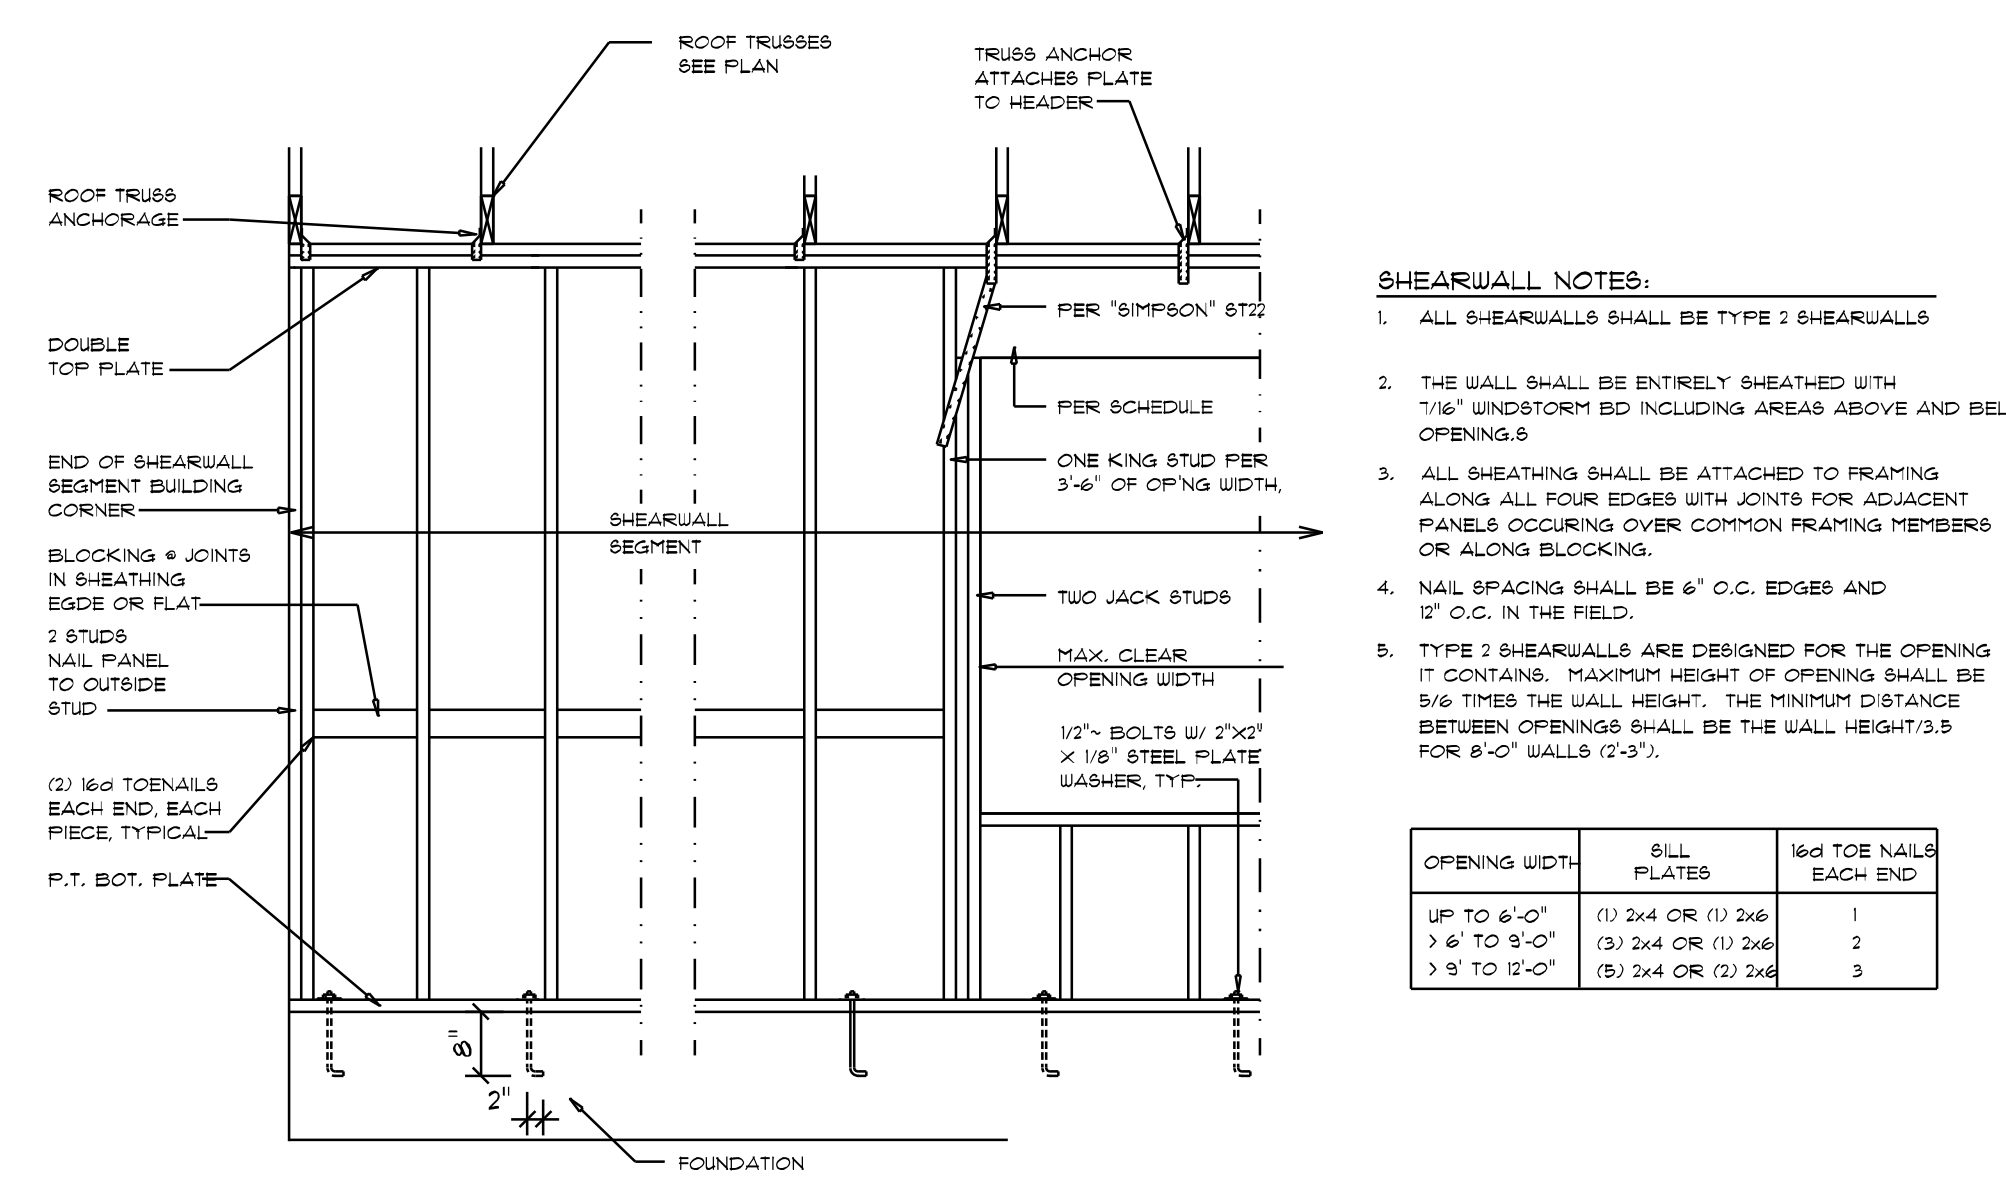 ROOF TRUSSES
SEE PLAN
TRUSS ANCHOR
ATTACHES PLATE
TO HEADER
ROOF TRUSS
ANCHORAGE
DOUBLE
TOP PLATE
END OF SHEARWALL
SEGMENT BUILDING
CORNER
BLOCKING @ JOINTS
IN SHEATHING
EGDE OR FLAT
2 STUDS
NAIL PANEL
TO OUTSIDE
STUD
(2) 16d TOENAILS
EACH END, EACH
PIECE, TYPICAL
P.T. BOT. PLATE
SHEARWALL
SEGMENT
PER "SIMPSON" ST22
PER SCHEDULE
ONE KING STUD PER
3'-6" OF OP'NG WIDTH,
TWO JACK STUDS
MAX. CLEAR
OPENING WIDTH
1/2"~ BOLTS W/ 2"X2"
X 1/8" STEEL PLATE
WASHER, TYP.
8"
2"
FOUNDATION
SHEARWALL NOTES:
1. ALL SHEARWALLS SHALL BE TYPE 2 SHEARWALLS
2. THE WALL SHALL BE ENTIRELY SHEATHED WITH
7/16" WINDSTORM BD INCLUDING AREAS ABOVE AND BEL
OPENING.S
3. ALL SHEATHING SHALL BE ATTACHED TO FRAMING
ALONG ALL FOUR EDGES WITH JOINTS FOR ADJACENT
PANELS OCCURING OVER COMMON FRAMING MEMBERS
OR ALONG BLOCKING.
4. NAIL SPACING SHALL BE 6" O.C. EDGES AND
12" O.C. IN THE FIELD.
5. TYPE 2 SHEARWALLS ARE DESIGNED FOR THE OPENING
IT CONTAINS. MAXIMUM HEIGHT OF OPENING SHALL BE
5/6 TIMES THE WALL HEIGHT. THE MINIMUM DISTANCE
BETWEEN OPENINGS SHALL BE THE WALL HEIGHT/3.5
FOR 8'-0" WALLS (2'-3").
OPENING WIDTH
SILL
PLATES
16d TOE NAILS
EACH END
UP TO 6'-0" (1) 2x4 OR (1) 2x6 1
> 6' TO 9'-0" (3) 2x4 OR (1) 2x6 2
> 9' TO 12'-0" (5) 2x4 OR (2) 2x6 3